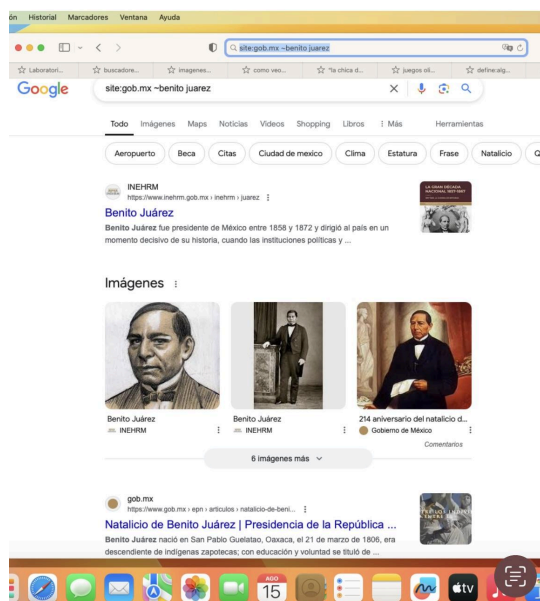 ón Historial Marcadores Ventana Ayuda
site:gob.mx ~benito juarez
Laboratori... buscadore... imagenes... como veo... "la chica d... juegos oli... define:alg...
Google site:gob.mx ~benito juarez
Todo Imágenes Maps Noticias Videos Shopping Libros Más Herramientas
Aeropuerto Beca Citas Ciudad de mexico Clima Estatura Frase Natalicio
INEHRM
https://www.inehrm.gob.mx › inehrm › juarez
Benito Juárez
Benito Juárez fue presidente de México entre 1858 y 1872 y dirigió al país en un
momento decisivo de su historia, cuando las instituciones políticas y ...
LA GRAN DÉCADA
NACIONAL 1857-1867
Imágenes
Benito Juárez Benito Juárez 214 aniversario del natalicio d...
INEHRM INEHRM Gobierno de México
Comentarios
6 imágenes más
gob.mx
https://www.gob.mx › epn › articulos › natalicio-de-beni...
Natalicio de Benito Juárez | Presidencia de la República ...
Benito Juárez nació en San Pablo Guelatao, Oaxaca, el 21 de marzo de 1806, era
descendiente de indígenas zapotecas; con educación y voluntad se tituló de ...
AGO
15
tv